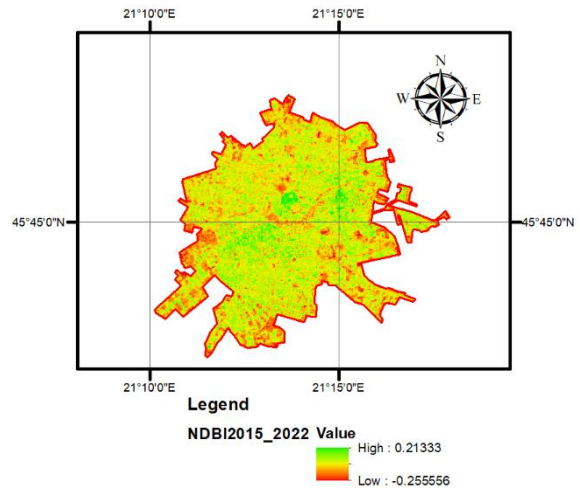 21°10'0"E 21°15'0"E
N
W E
S
45°45'0"N 45°45'0"N
21°10'0"E 21°15'0"E
Legend
NDBI2015_2022 Value
High : 0.21333
Low : -0.255556